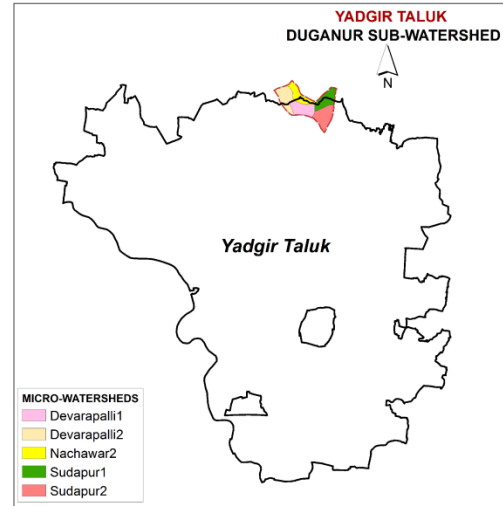 YADGIR TALUK
DUGANUR SUB-WATERSHED
N
Yadgir Taluk
MICRO-WATERSHEDS
Devarapalli1
Devarapalli2
Nachawar2
Sudapur1
Sudapur2